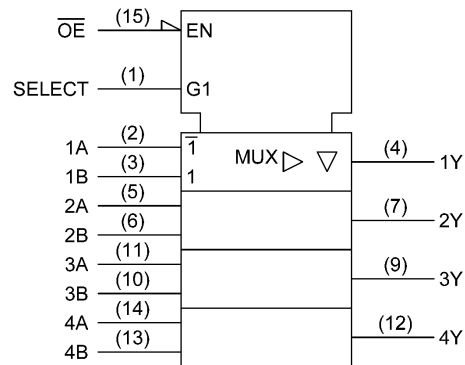 OE (15) EN
SELECT (1) G1
1A (2) 1 MUX (4) 1Y
1B (3) 1
2A (5) (7) 2Y
2B (6)
3A (11) (9) 3Y
3B (10)
4A (14) (12) 4Y
4B (13)